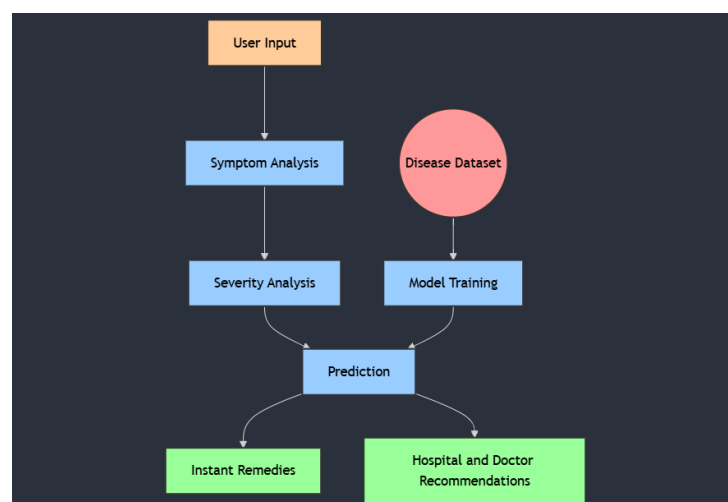 User Input
Symptom Analysis
Disease Dataset
Severity Analysis
Model Training
Prediction
Instant Remedies
Hospital and Doctor
Recommendations